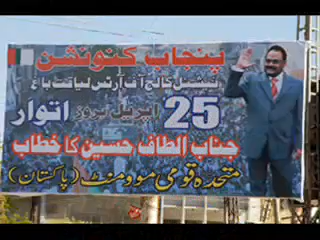 پنجاب کنونشن
نیشنل کالج آف آرٹس لیاقت باغ
25 اپریل بروز اتوار
جناب الطاف حسین کا خطاب
متحدہ قومی موومنٹ (پاکستان)